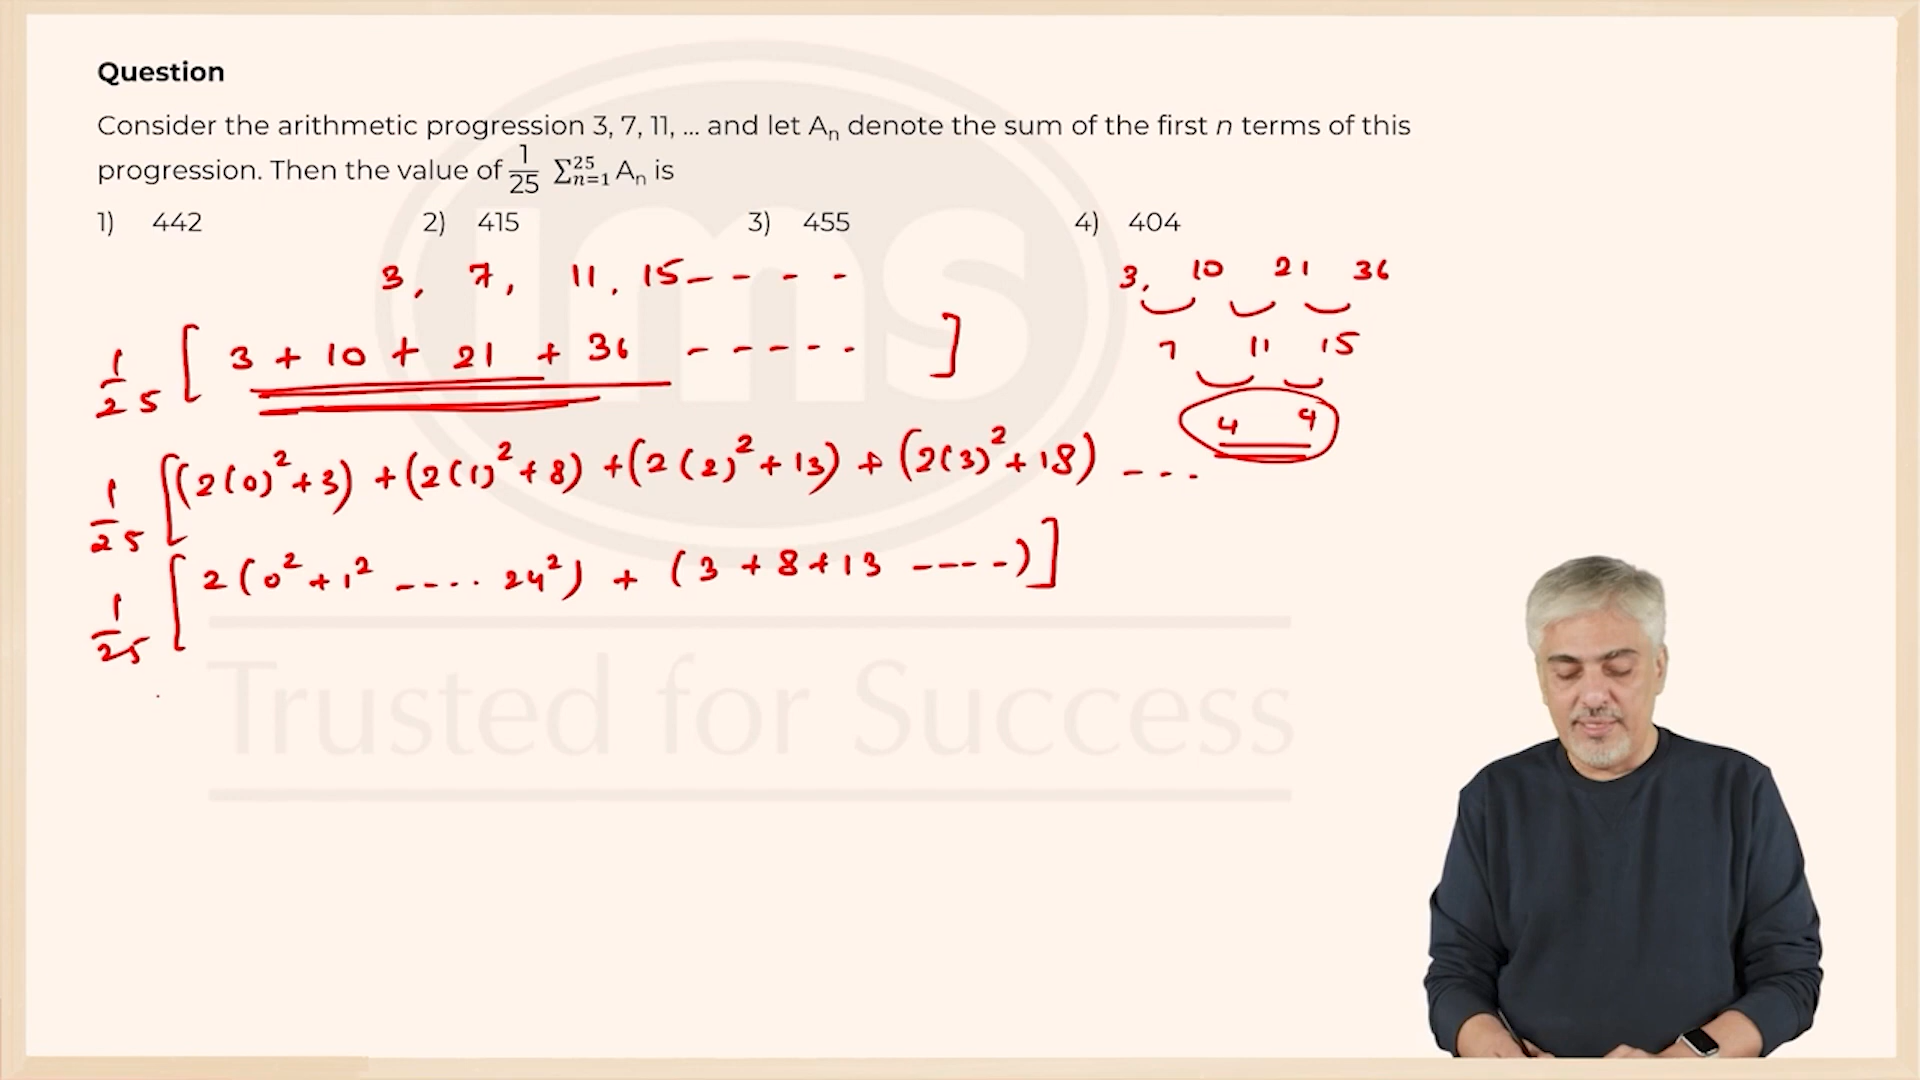 Question
Consider the arithmetic progression 3, 7, 11, ... and let Aₙ denote the sum of the first n terms of this
progression. Then the value of 1/25 Σ²⁵ₙ₌₁ Aₙ is
1) 442 2) 415 3) 455 4) 404
3, 7, 11, 15 - - - -
3, 10 21 36
7 11 15
4 4
1/25 [ 3 + 10 + 21 + 36 - - - - - ]
1/25 [(2(0)² + 3) + (2(1)² + 8) + (2(2)² + 13) + (2(3)² + 18) - - -
1/25 [ 2(0² + 1² - - - - 24²) + (3 + 8 + 13 - - - -)]
ims
Trusted for Success